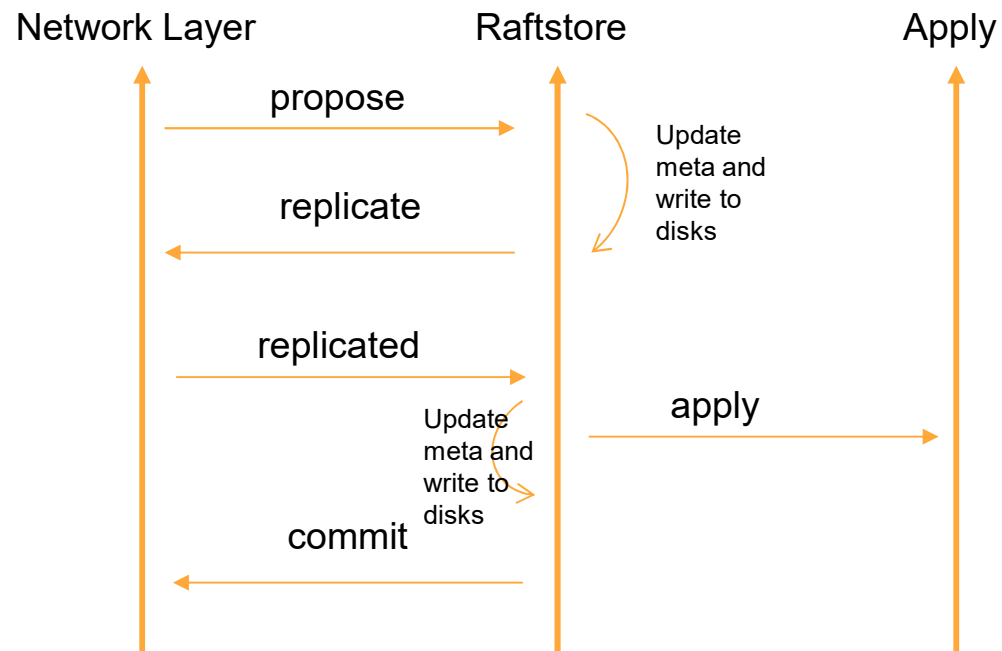 Network Layer
Raftstore
Apply
propose
Update
meta and
write to
disks
replicate
replicated
apply
Update
meta and
write to
disks
commit